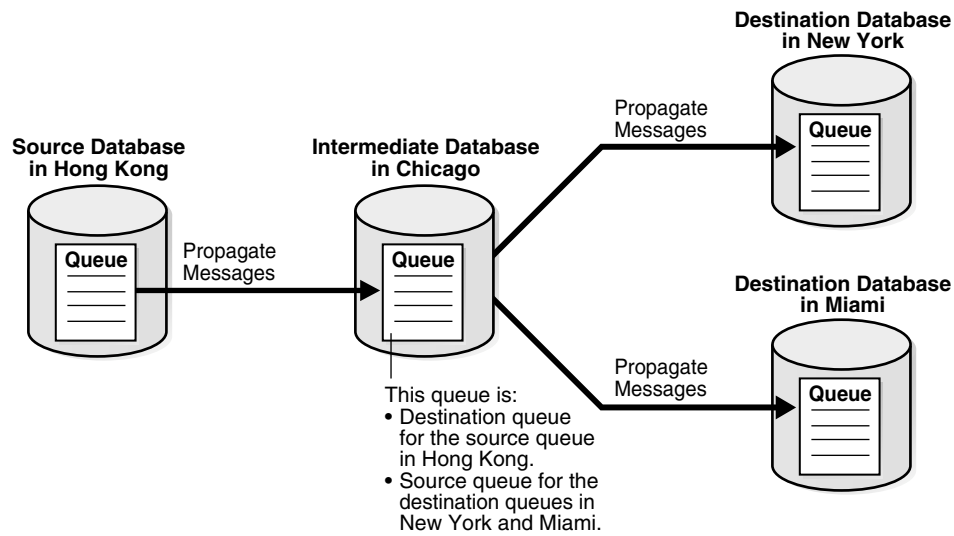 Source Database
in Hong Kong
Queue
Propagate
Messages
Intermediate Database
in Chicago
Queue
This queue is:
• Destination queue
for the source queue
in Hong Kong.
• Source queue for the
destination queues in
New York and Miami.
Propagate
Messages
Destination Database
in New York
Queue
Propagate
Messages
Destination Database
in Miami
Queue